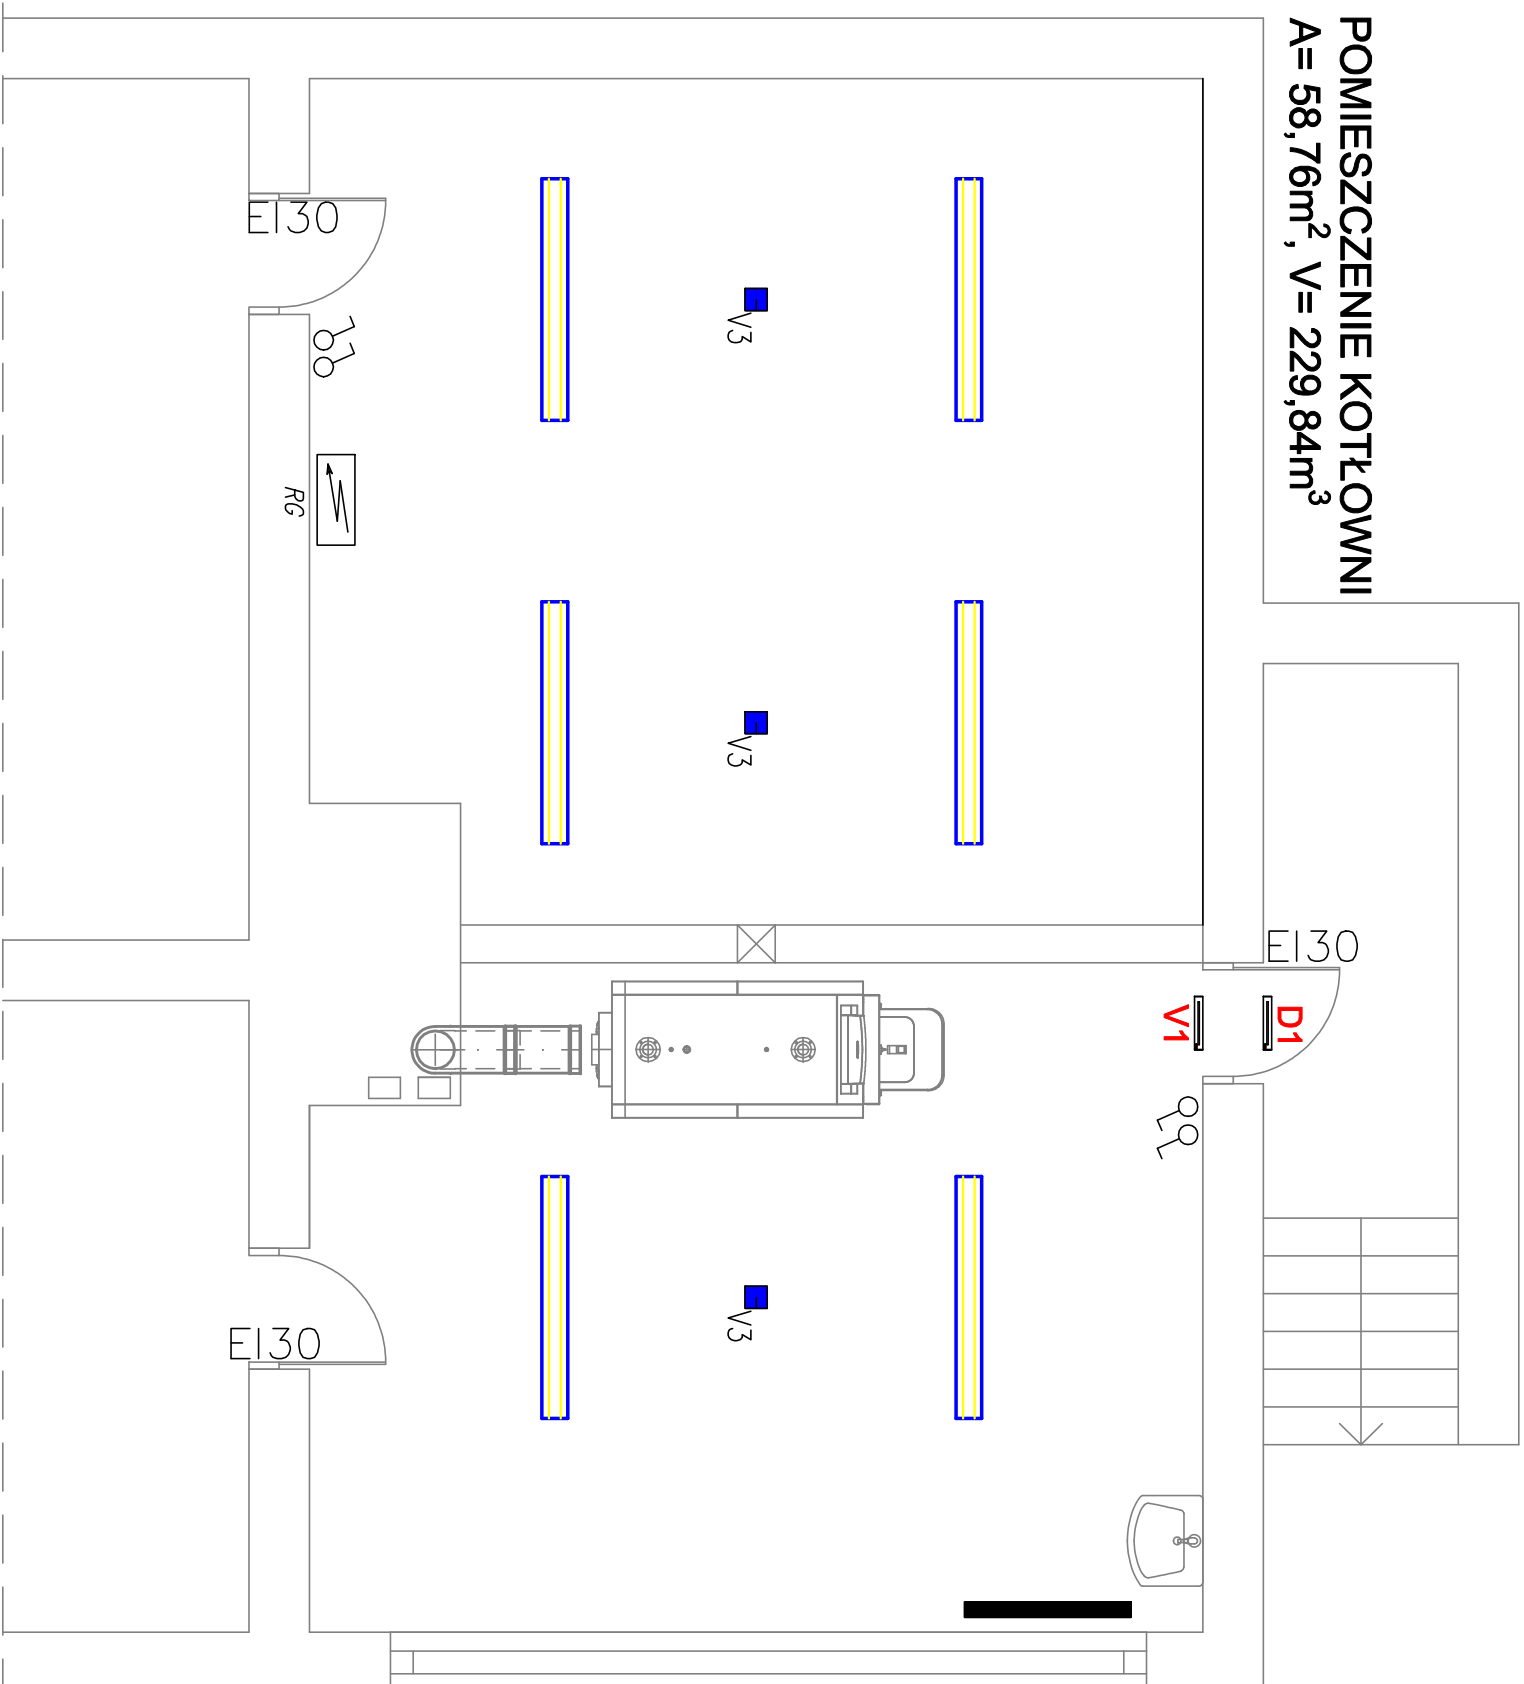 POMIESZCZENIE KOTŁOWNI
A= 58,76m², V= 229,84m³
EI30
V3
RG
V3
EI30
V1
D1
EI30
V3